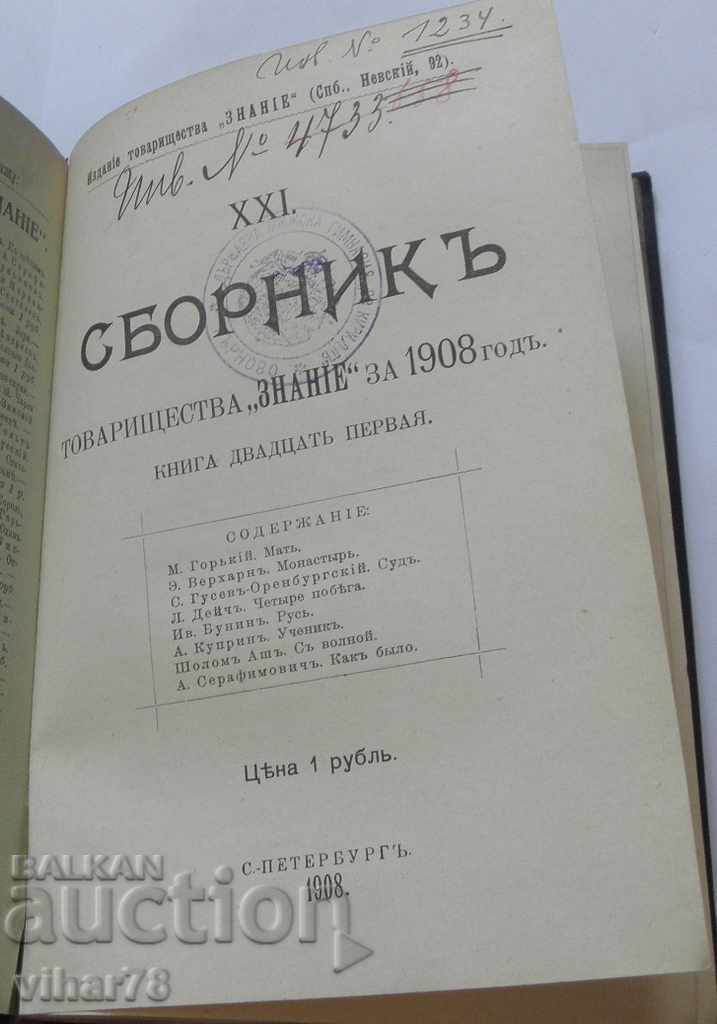 Инв. № 1234.
Изданіе товарищества „ЗНАНІЕ“ (Спб., Невскій, 92).
Инв. № 4733.
XXI.
СБОРНИКЪ
ТОВАРИЩЕСТВА „ЗНАНІЕ“ ЗА 1908 ГОДЪ.
КНИГА ДВАДЦАТЬ ПЕРВАЯ.
СОДЕРЖАНІЕ:
М. Горькій. Мать.
Э. Верхарнъ. Монастырь.
С. Гусев-Оренбургскій. Судъ.
Л. Дейчъ. Четыре побѣга.
Ив. Бунинъ. Русь.
А. Купринъ. Ученикъ.
Шоломъ Ашъ. Съ волной.
А. Серафимовичъ. Какъ было.
Цѣна 1 рубль.
С.-ПЕТЕРБУРГЪ.
1908.
BALKAN
auction
vihar78